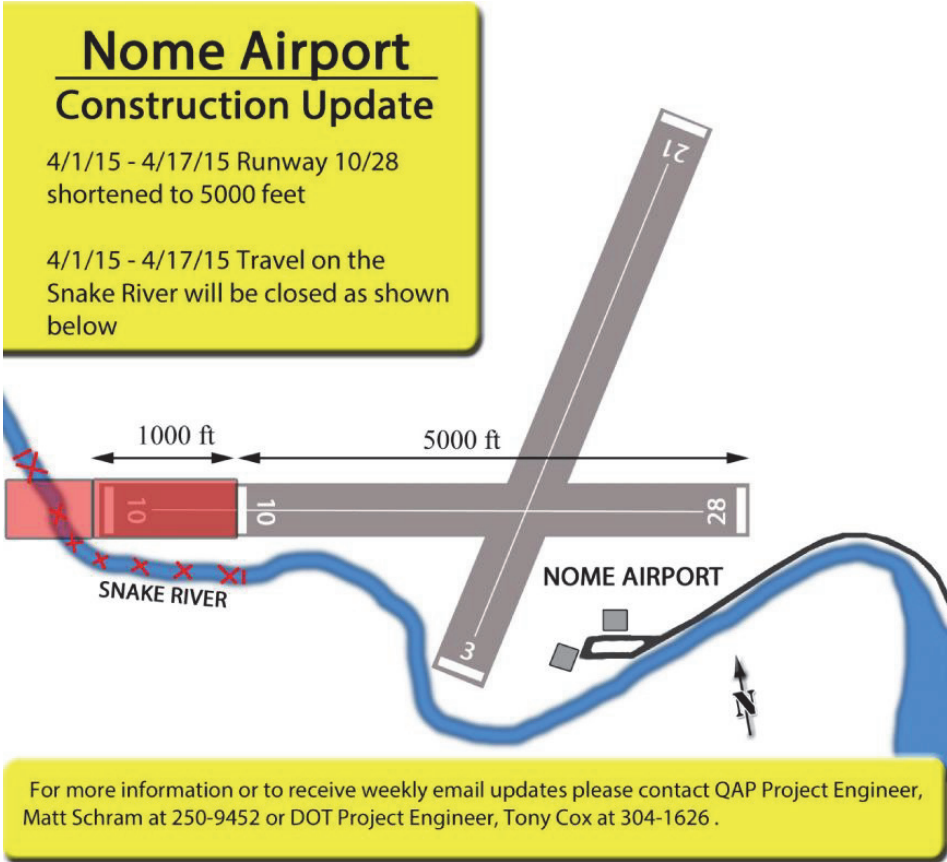 Nome Airport
Construction Update
4/1/15 - 4/17/15 Runway 10/28
shortened to 5000 feet
4/1/15 - 4/17/15 Travel on the
Snake River will be closed as shown
below
21
1000 ft
5000 ft
10
10
28
SNAKE RIVER
NOME AIRPORT
3
N
For more information or to receive weekly email updates please contact QAP Project Engineer,
Matt Schram at 250-9452 or DOT Project Engineer, Tony Cox at 304-1626 .